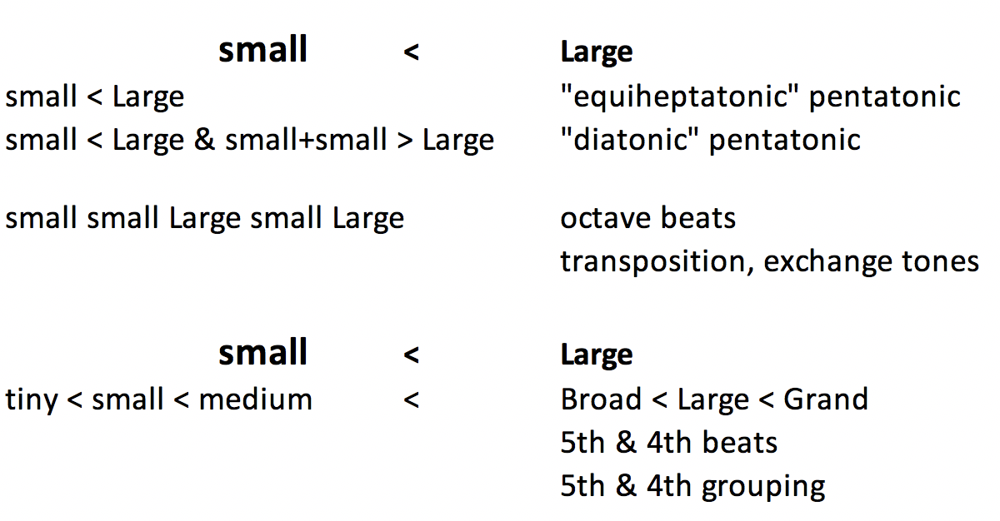 small < Large
small < Large "equiheptatonic" pentatonic
small < Large & small+small > Large "diatonic" pentatonic
small small Large small Large octave beats
transposition, exchange tones
small < Large
tiny < small < medium < Broad < Large < Grand
5th & 4th beats
5th & 4th grouping